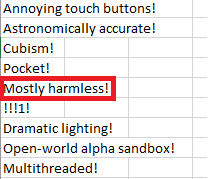 Annoying touch buttons!
Astronomically accurate!
Cubism!
Pocket!
Mostly harmless!
!!!1!
Dramatic lighting!
Open-world alpha sandbox!
Multithreaded!